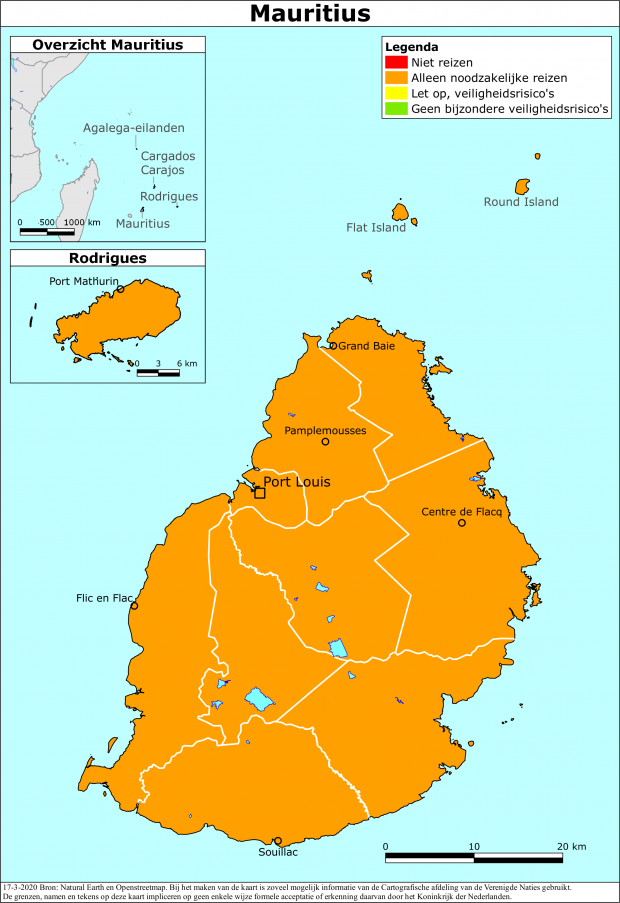 Mauritius
Overzicht Mauritius
Agalega-eilanden
Cargados
Carajos
Rodrigues
Mauritius
0 500 1000 km
Legenda
Niet reizen
Alleen noodzakelijke reizen
Let op, veiligheidsrisico's
Geen bijzondere veiligheidsrisico's
Round Island
Flat Island
Rodrigues
Port Mathurin
0 3 6 km
Grand Baie
Pamplemousses
Port Louis
Centre de Flacq
Flic en Flac
Souillac
0 10 20 km
17-3-2020 Bron: Natural Earth en Openstreetmap. Bij het maken van de kaart is zoveel mogelijk informatie van de Cartografische afdeling van de Verenigde Naties gebruikt.
De grenzen, namen en tekens op deze kaart impliceren op geen enkele wijze formele acceptatie of erkenning daarvan door het Koninkrijk der Nederlanden.